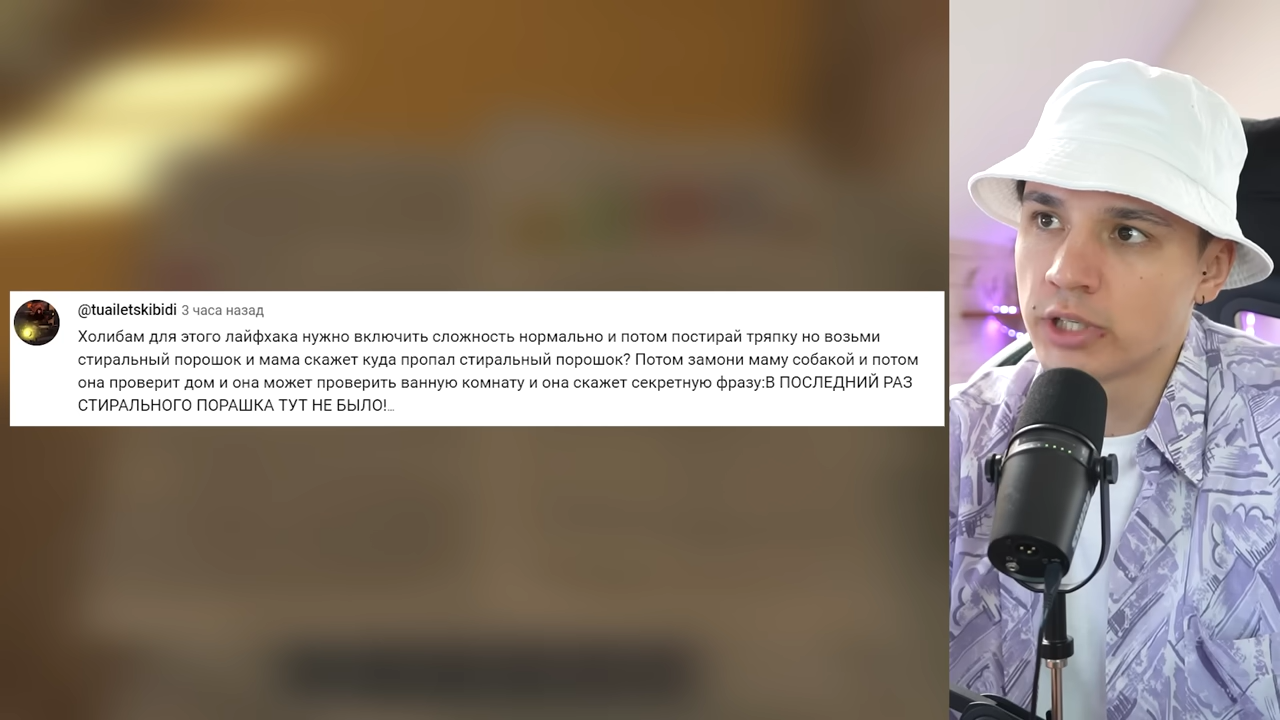 @tuailetskibidi 3 часа назад
Холибам для этого лайфхака нужно включить сложность нормально и потом постирай тряпку но возьми
стиральный порошок и мама скажет куда пропал стиральный порошок? Потом замони маму собакой и потом
она проверит дом и она может проверить ванную комнату и она скажет секретную фразу:В ПОСЛЕДНИЙ РАЗ
СТИРАЛЬНОГО ПОРАШКА ТУТ НЕ БЫЛО!...